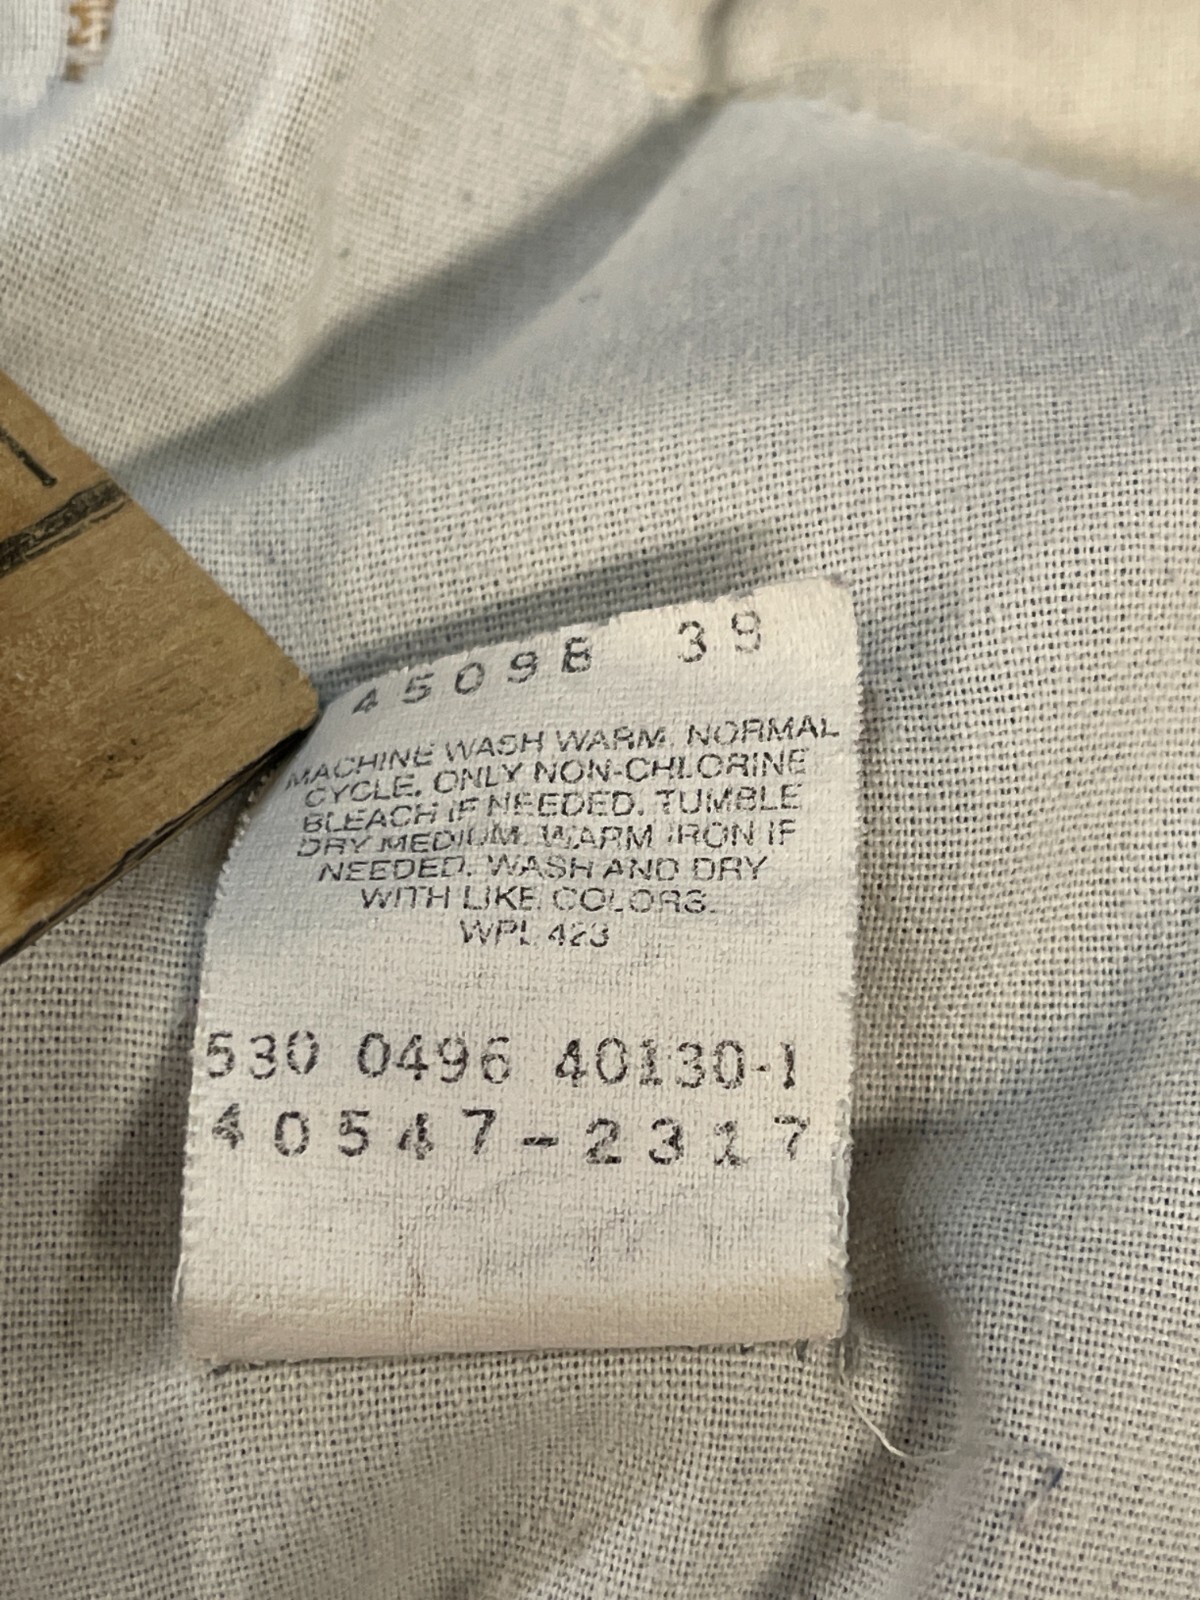 45098 39
MACHINE WASH WARM. NORMAL
CYCLE. ONLY NON-CHLORINE
BLEACH IF NEEDED. TUMBLE
DRY MEDIUM. WARM IRON IF
NEEDED. WASH AND DRY
WITH LIKE COLORS.
WPL 423
530 0496 40130-1
40547-2317